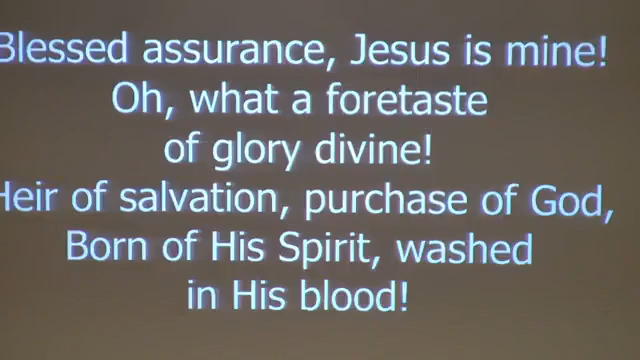 Blessed assurance, Jesus is mine!
Oh, what a foretaste
of glory divine!
Heir of salvation, purchase of God,
Born of His Spirit, washed
in His blood!